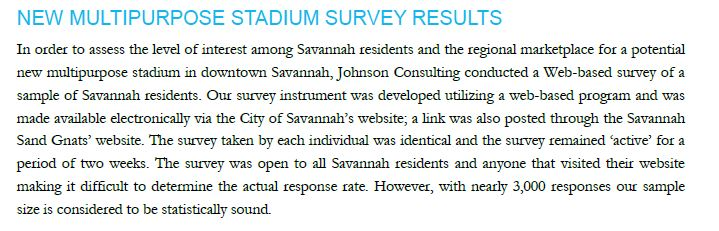 NEW MULTIPURPOSE STADIUM SURVEY RESULTS
In order to assess the level of interest among Savannah residents and the regional marketplace for a potential
new multipurpose stadium in downtown Savannah, Johnson Consulting conducted a Web-based survey of a
sample of Savannah residents. Our survey instrument was developed utilizing a web-based program and was
made available electronically via the City of Savannah's website; a link was also posted through the Savannah
Sand Gnats' website. The survey taken by each individual was identical and the survey remained 'active' for a
period of two weeks. The survey was open to all Savannah residents and anyone that visited their website
making it difficult to determine the actual response rate. However, with nearly 3,000 responses our sample
size is considered to be statistically sound.